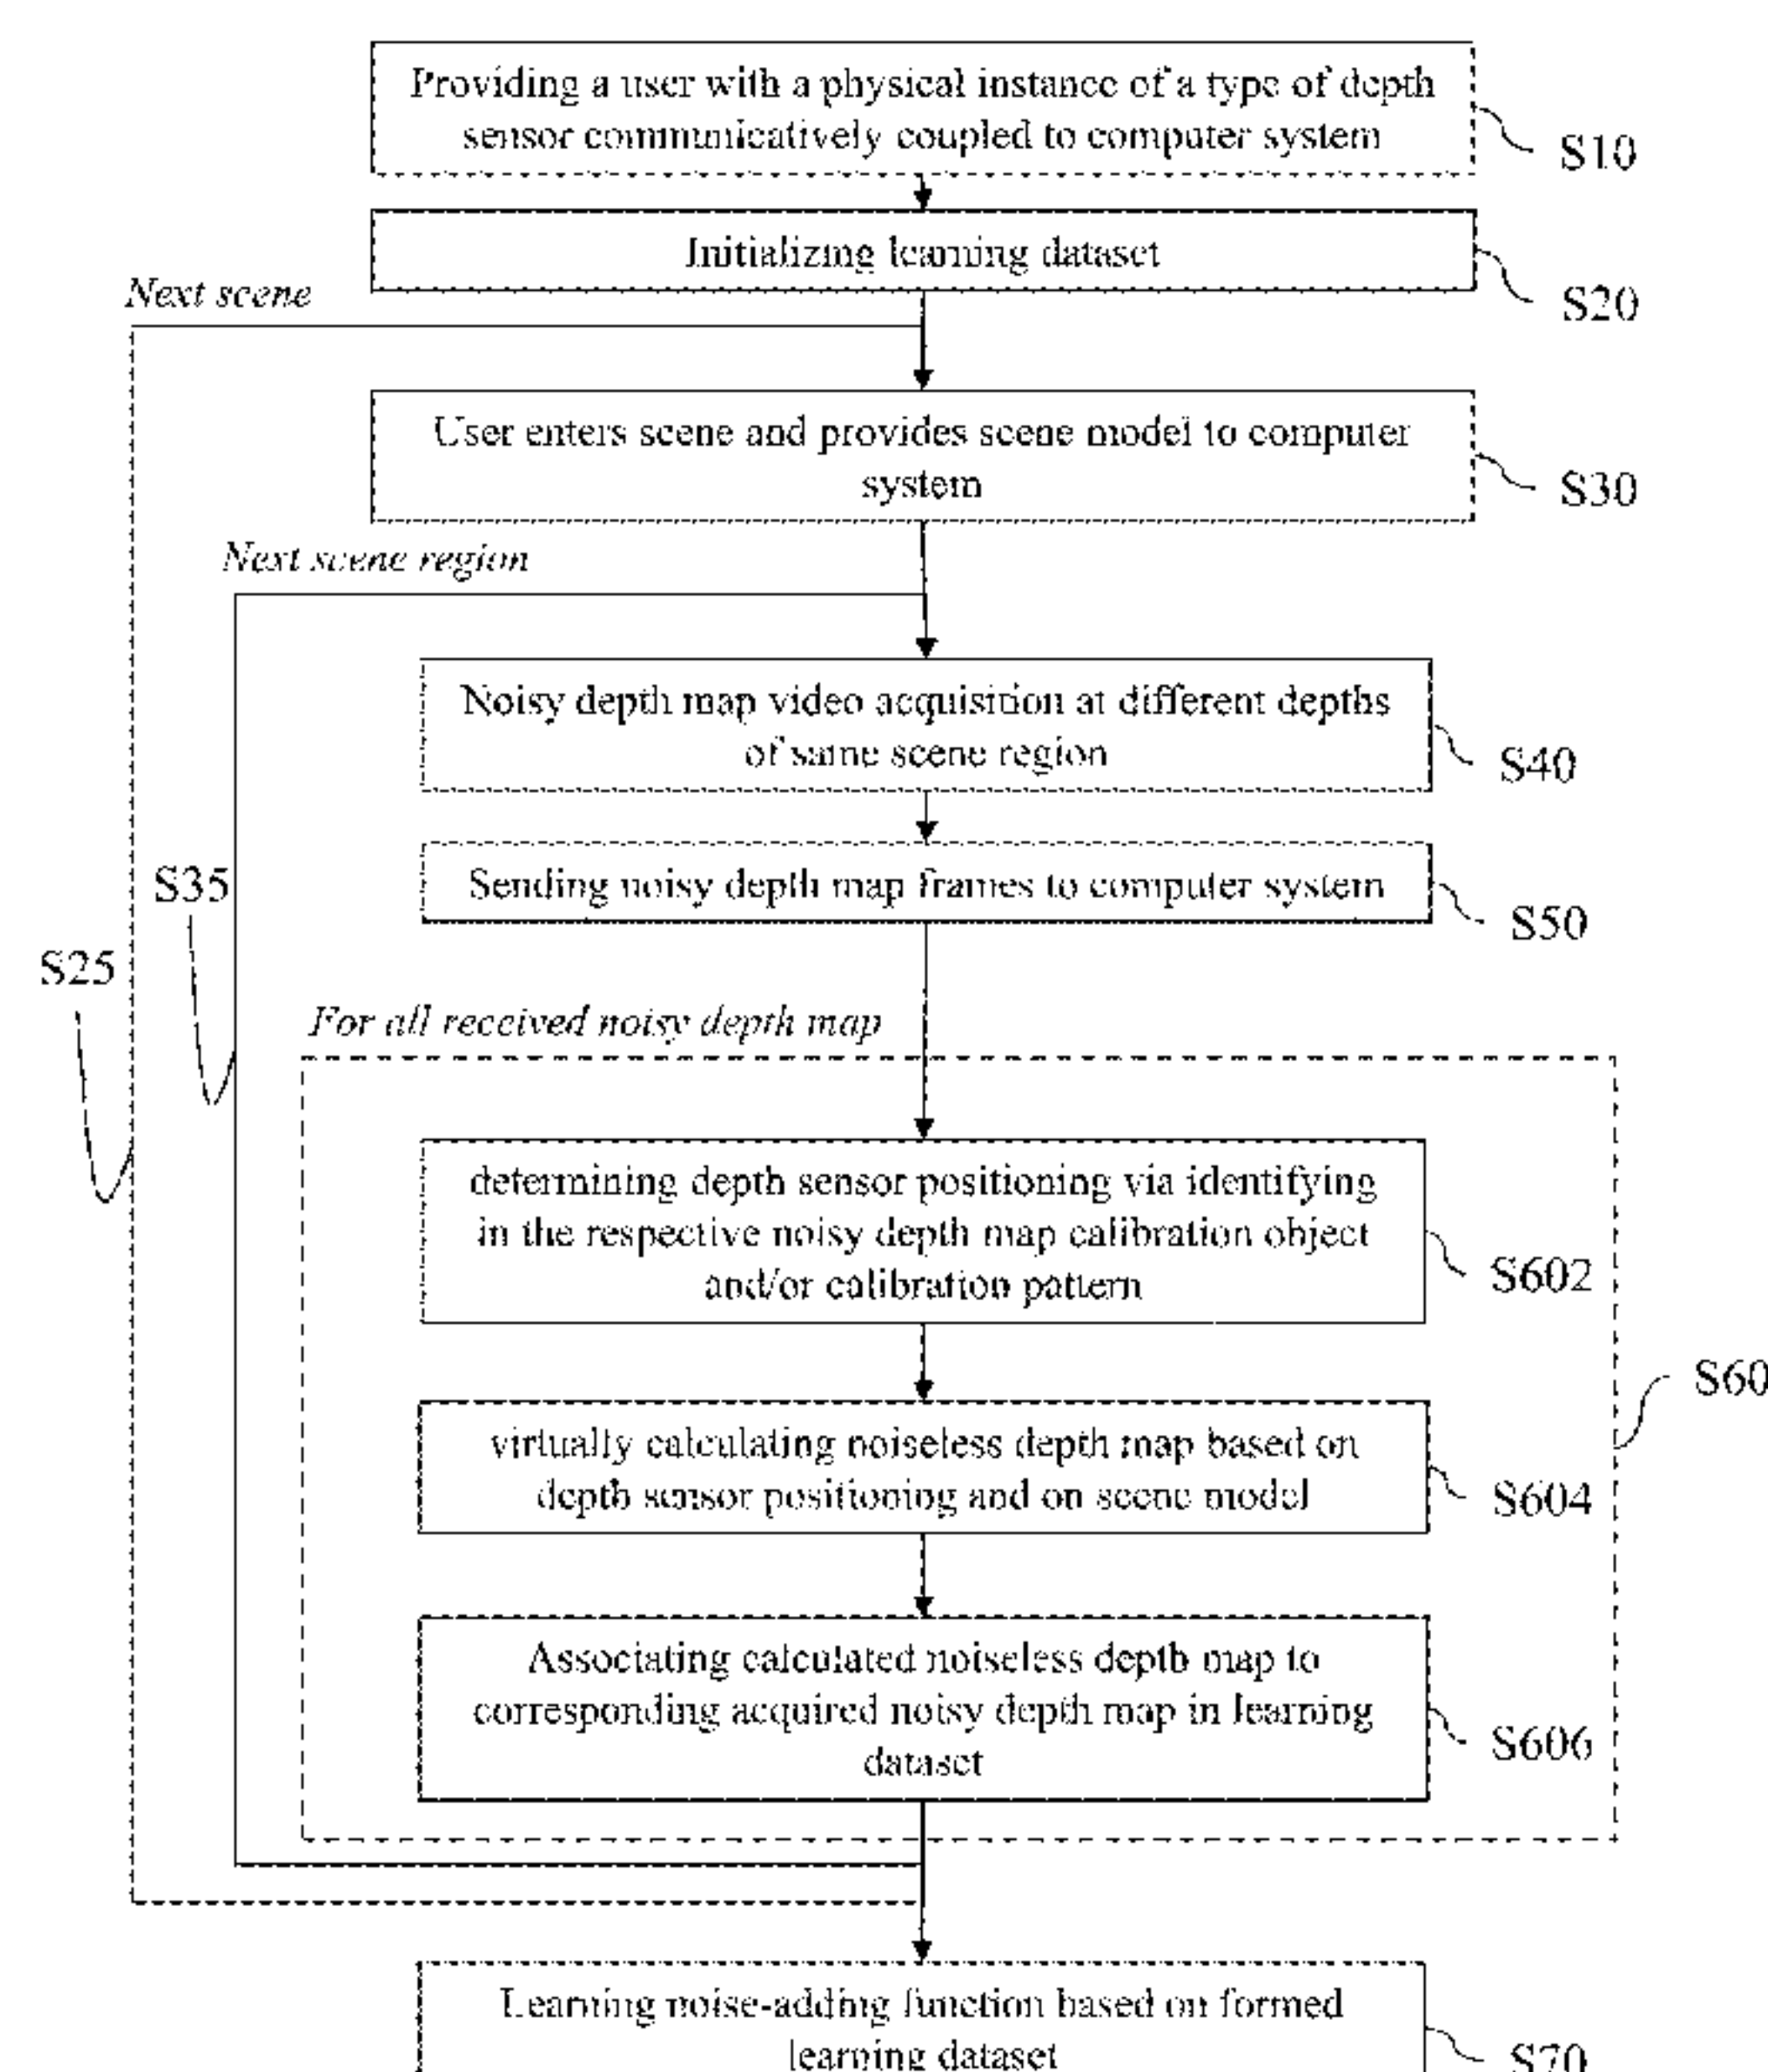 Providing a user with a physical instance of a type of depth
sensor communicatively coupled to computer system
S10
Initializing learning dataset
S20
Next scene
User enters scene and provides scene model to computer
system
S30
Next scene region
Noisy depth map video acquisition at different depths
of same scene region
S40
Sending noisy depth map frames to computer system
S50
S35
S25
For all received noisy depth map
determining depth sensor positioning via identifying
in the respective noisy depth map calibration object
and/or calibration pattern
S602
S60
virtually calculating noiseless depth map based on
depth sensor positioning and on scene model
S604
Associating calculated noiseless depth map to
corresponding acquired noisy depth map in learning
dataset
S606
Learning noise-adding function based on formed
learning dataset
S70